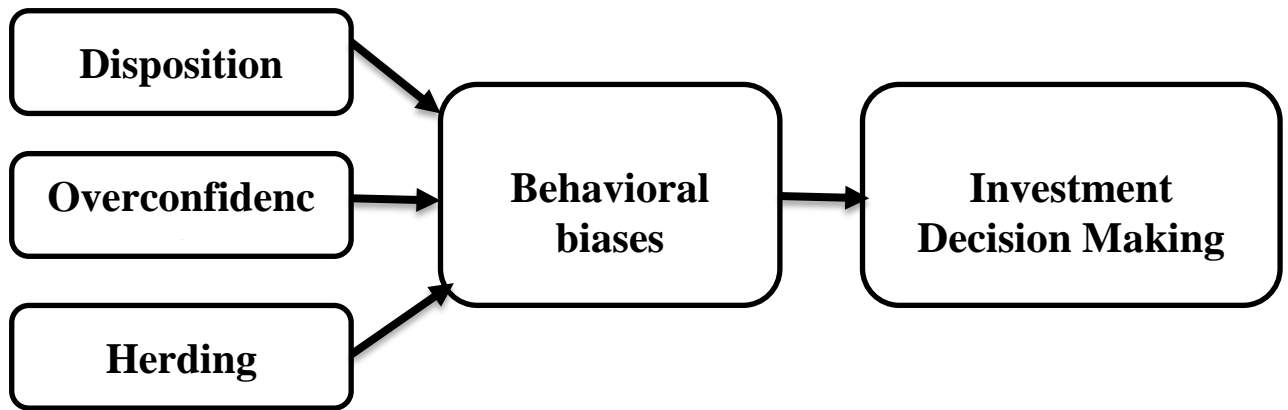 Disposition
Overconfidenc
Herding
Behavioral
biases
Investment
Decision Making